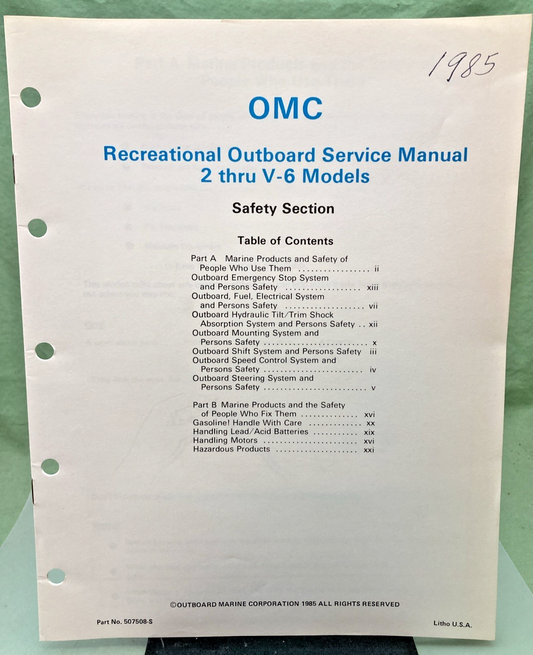 1985
OMC
Recreational Outboard Service Manual
2 thru V-6 Models
Safety Section
Table of Contents
Part A Marine Products and Safety of
People Who Use Them ................. ii
Outboard Emergency Stop System
and Persons Safety .................. xiii
Outboard, Fuel, Electrical System
and Persons Safety ................... vii
Outboard Hydraulic Tilt/Trim Shock
Absorption System and Persons Safety .. xii
Outboard Mounting System and
Persons Safety ......................... x
Outboard Shift System and Persons Safety iii
Outboard Speed Control System and
Persons Safety ........................ iv
Outboard Steering System and
Persons Safety ......................... v
Part B Marine Products and the Safety
of People Who Fix Them .............. xvi
Gasoline! Handle With Care ............. xx
Handling Lead/Acid Batteries ........... xix
Handling Motors ....................... xvi
Hazardous Products .................... xxi
©OUTBOARD MARINE CORPORATION 1985 ALL RIGHTS RESERVED
Part No. 507508-S
Litho U.S.A.